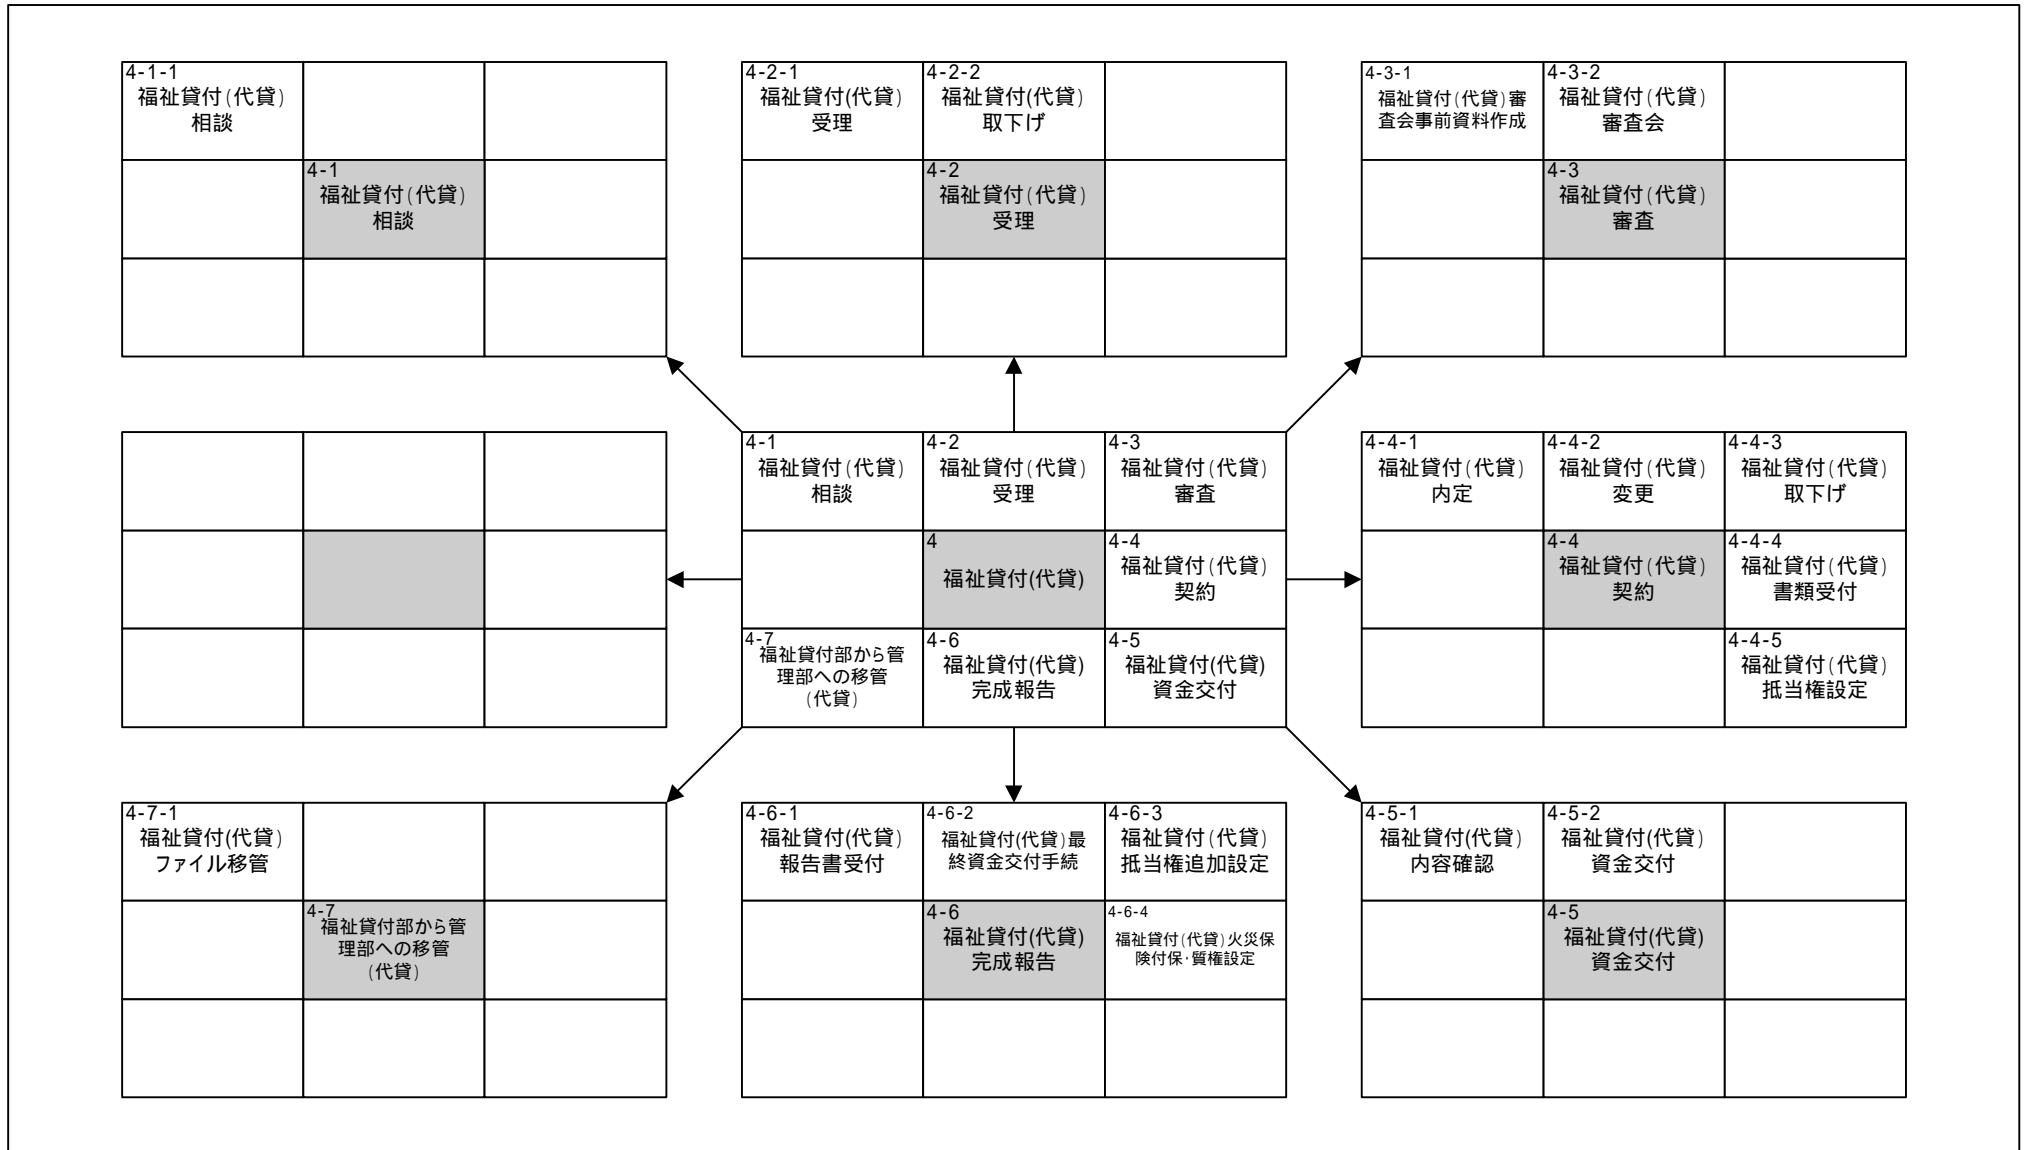 4-1-1
福祉貸付(代貸)
相談
4-1
福祉貸付(代貸)
相談
4-2-1
福祉貸付(代貸)
受理
4-2-2
福祉貸付(代貸)
取下げ
4-2
福祉貸付(代貸)
受理
4-3-1
福祉貸付(代貸)審
査会事前資料作成
4-3-2
福祉貸付(代貸)
審査会
4-3
福祉貸付(代貸)
審査
4-1
福祉貸付(代貸)
相談
4-2
福祉貸付(代貸)
受理
4-3
福祉貸付(代貸)
審査
4
福祉貸付(代貸)
4-4
福祉貸付(代貸)
契約
4-7
福祉貸付部から管
理部への移管
(代貸)
4-6
福祉貸付(代貸)
完成報告
4-5
福祉貸付(代貸)
資金交付
4-4-1
福祉貸付(代貸)
内定
4-4-2
福祉貸付(代貸)
変更
4-4-3
福祉貸付(代貸)
取下げ
4-4
福祉貸付(代貸)
契約
4-4-4
福祉貸付(代貸)
書類受付
4-4-5
福祉貸付(代貸)
抵当権設定
4-7-1
福祉貸付(代貸)
ファイル移管
4-7
福祉貸付部から管
理部への移管
(代貸)
4-6-1
福祉貸付(代貸)
報告書受付
4-6-2
福祉貸付(代貸)最
終資金交付手続
4-6-3
福祉貸付(代貸)
抵当権追加設定
4-6
福祉貸付(代貸)
完成報告
4-6-4
福祉貸付(代貸)火災保
険付保・質権設定
4-5-1
福祉貸付(代貸)
内容確認
4-5-2
福祉貸付(代貸)
資金交付
4-5
福祉貸付(代貸)
資金交付